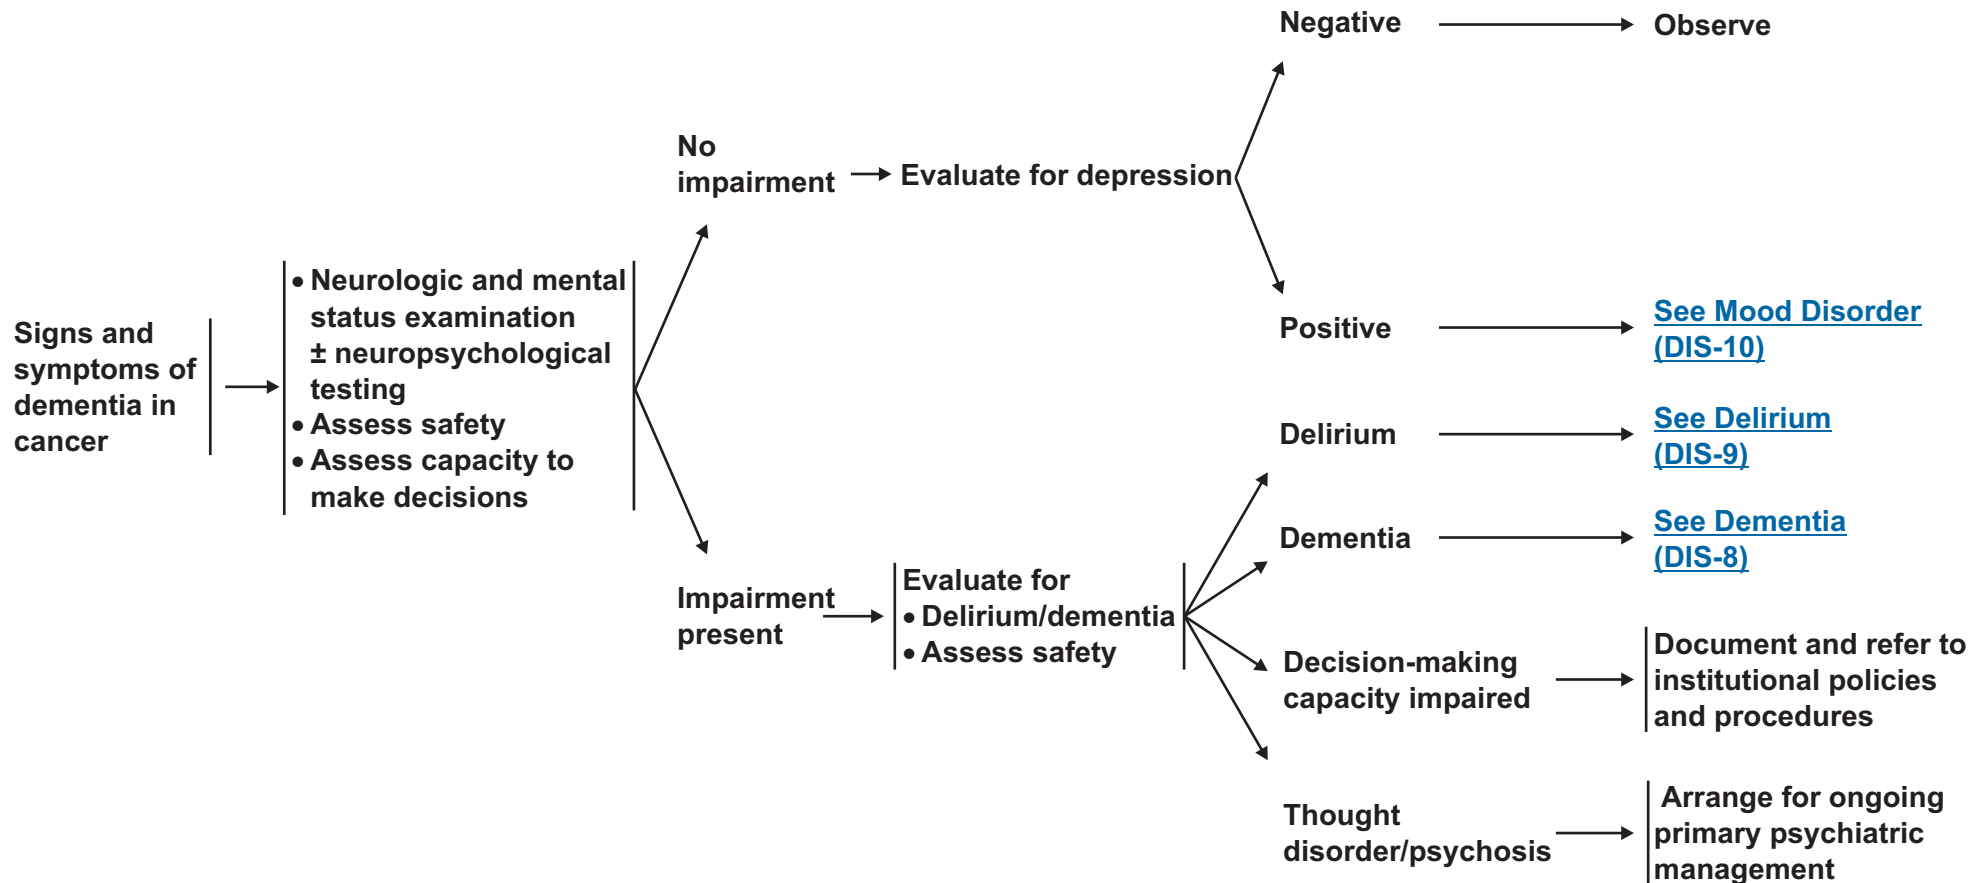 Signs and
symptoms of
dementia in
cancer
• Neurologic and mental
status examination
± neuropsychological
testing
• Assess safety
• Assess capacity to
make decisions
No
impairment
Evaluate for depression
Negative
Observe
Positive
See Mood Disorder
(DIS-10)
Impairment
present
Evaluate for
• Delirium/dementia
• Assess safety
Delirium
See Delirium
(DIS-9)
Dementia
See Dementia
(DIS-8)
Decision-making
capacity impaired
Document and refer to
institutional policies
and procedures
Thought
disorder/psychosis
Arrange for ongoing
primary psychiatric
management